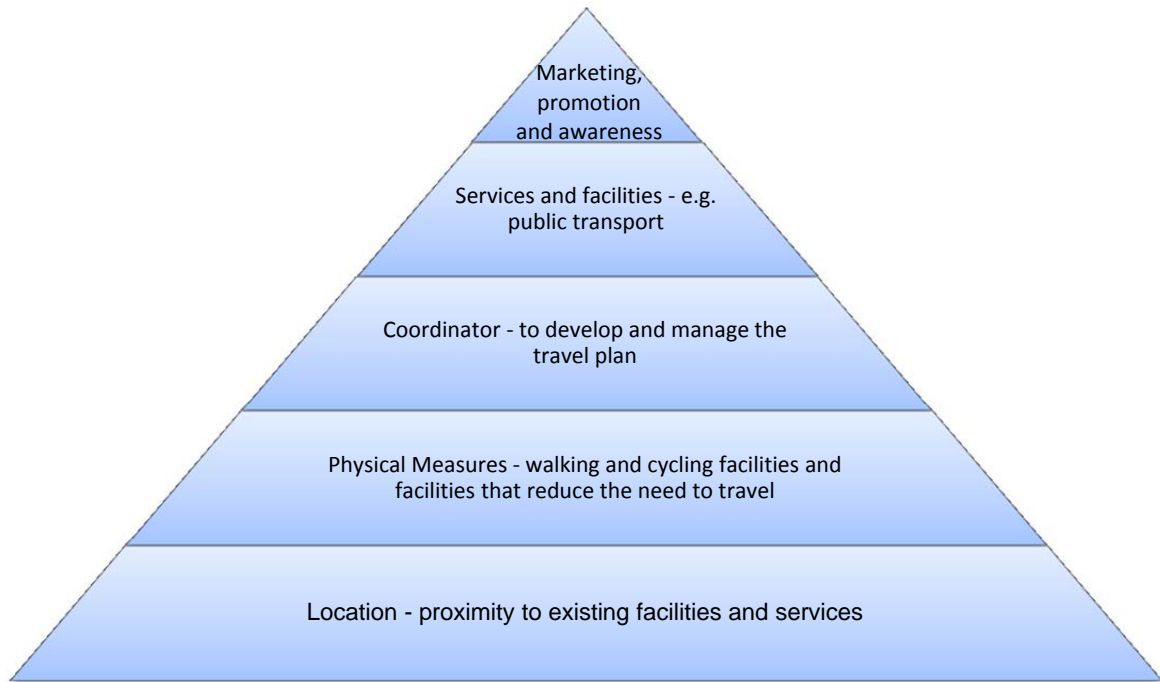 Marketing,
promotion
and awareness
Services and facilities - e.g.
public transport
Coordinator - to develop and manage the
travel plan
Physical Measures - walking and cycling facilities and
facilities that reduce the need to travel
Location - proximity to existing facilities and services